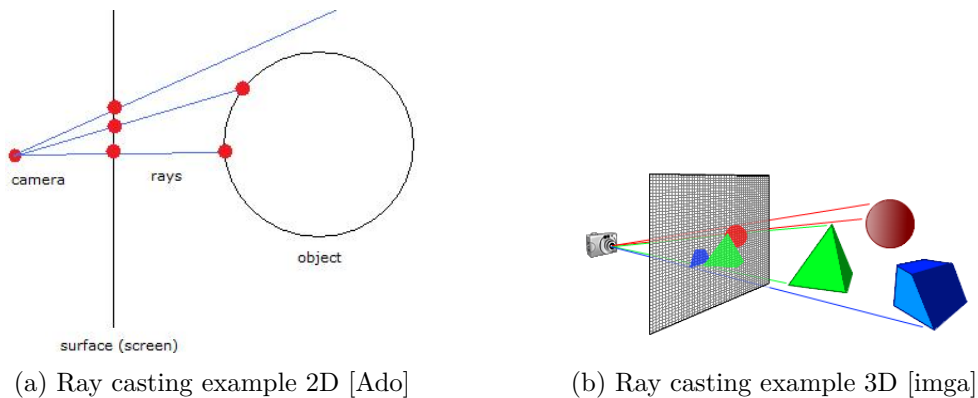 camera
rays
object
surface (screen)
(a) Ray casting example 2D [Ado]
(b) Ray casting example 3D [imga]